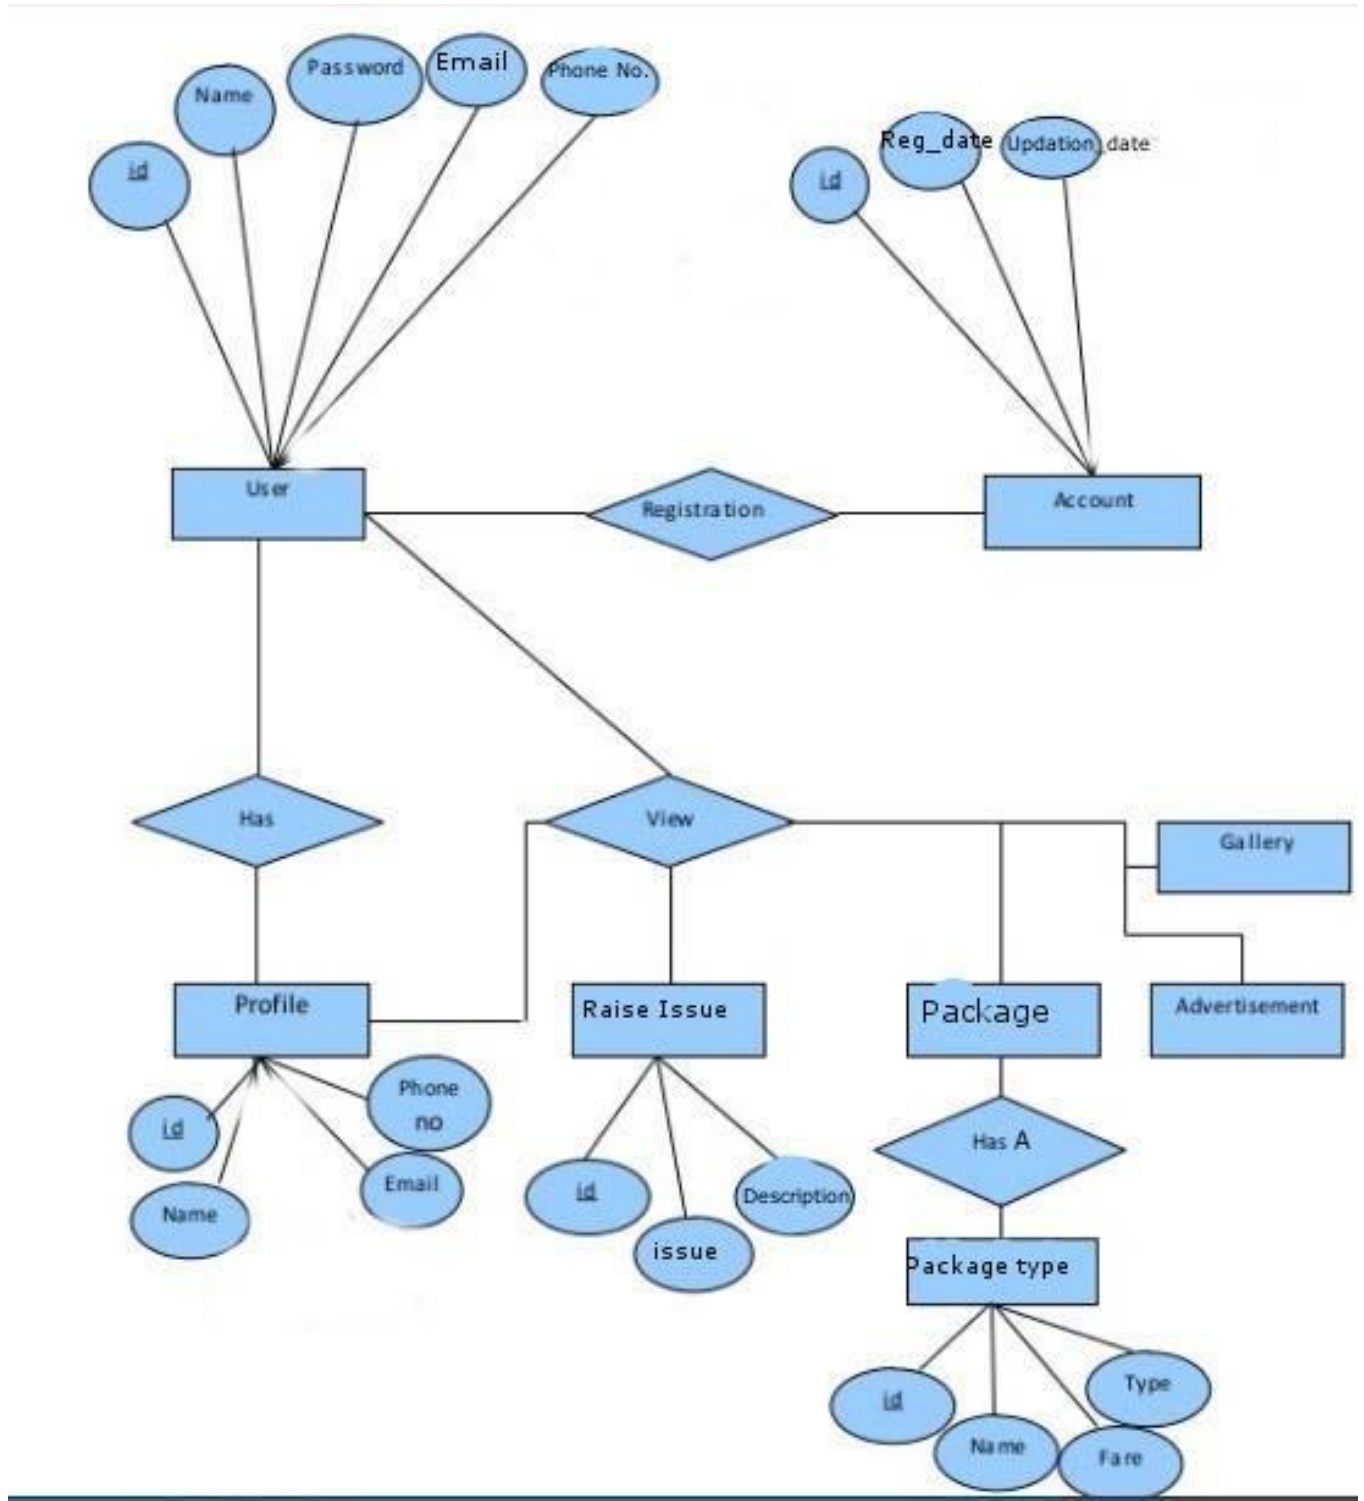 Password
Email
Phone No.
Name
id
Reg_date
Updation_date
id
User
Registration
Account
Has
View
Gallery
Profile
Raise Issue
Package
Advertisement
Phone
no
id
Name
Email
id
issue
Description
Has A
Package type
id
Name
Fare
Type